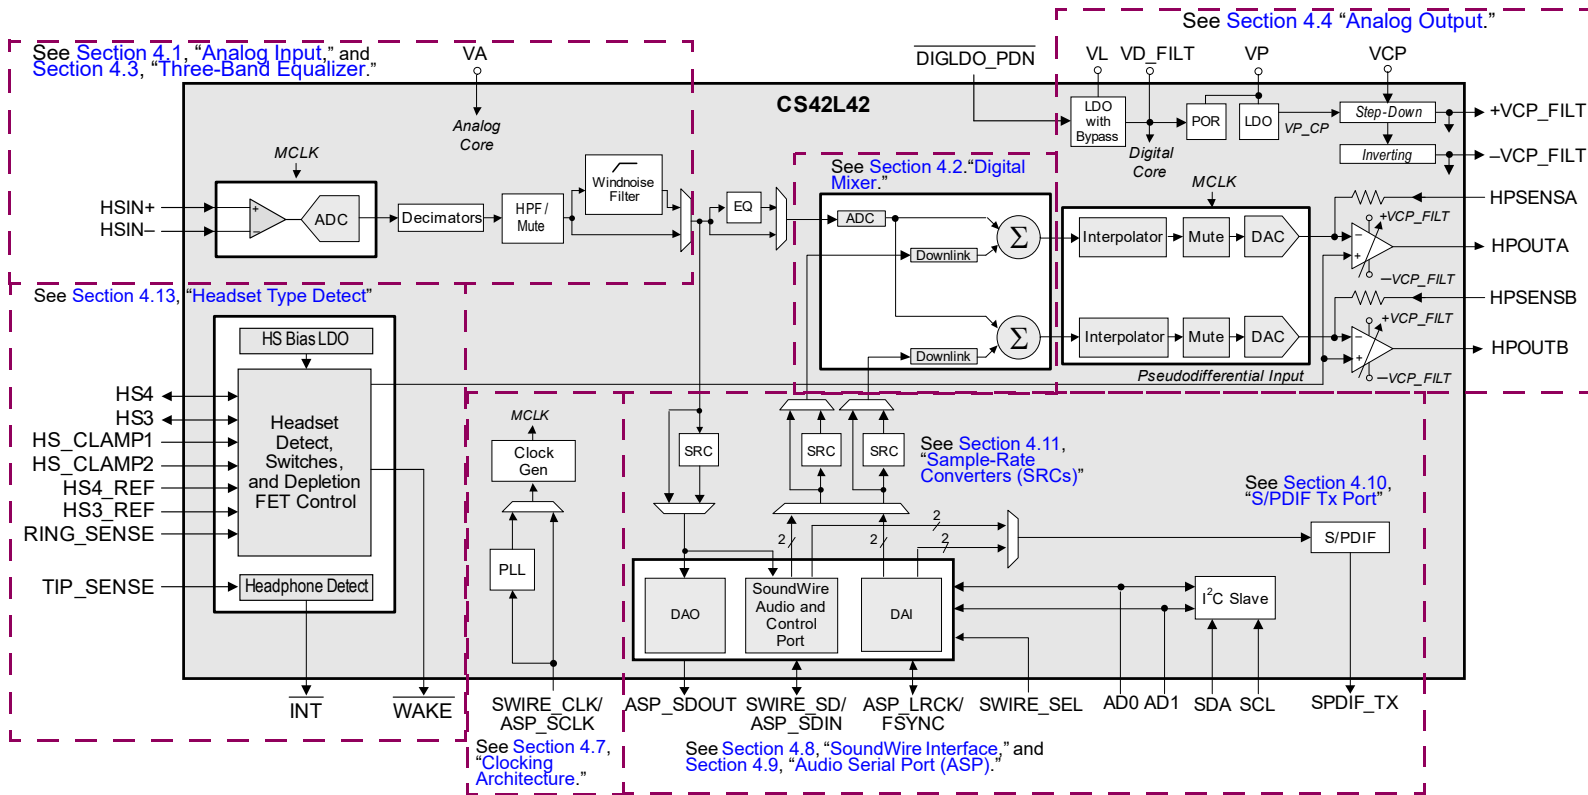 See Section 4.4 “Analog Output.”
See Section 4.1, “Analog Input,” and
Section 4.3, “Three-Band Equalizer.”
VA
DIGLDO_PDN
VL
VD_FILT
VP
VCP
CS42L42
Analog
Core
LDO
with
Bypass
POR
LDO
VP_CP
Step-Down
+VCP_FILT
Digital
Core
Inverting
–VCP_FILT
MCLK
Windnoise
Filter
See Section 4.2.“Digital
Mixer.”
MCLK
HPSENSA
HSIN+
HSIN–
+
–
ADC
Decimators
HPF /
Mute
EQ
ADC
Downlink
Σ
Interpolator
Mute
DAC
+VCP_FILT
–
+
–VCP_FILT
HPOUTA
See Section 4.13, “Headset Type Detect”
HPSENSB
HS Bias LDO
Downlink
Σ
Interpolator
Mute
DAC
+VCP_FILT
–
+
–VCP_FILT
HPOUTB
Pseudodifferential Input
HS4
HS3
HS_CLAMP1
HS_CLAMP2
HS4_REF
HS3_REF
RING_SENSE
TIP_SENSE
Headset
Detect,
Switches,
and Depletion
FET Control
Headphone Detect
MCLK
Clock
Gen
PLL
SRC
SRC
SRC
See Section 4.11,
“Sample-Rate
Converters (SRCs)”
See Section 4.10,
“S/PDIF Tx Port”
2
2
2
2
S/PDIF
DAO
SoundWire
Audio and
Control
Port
DAI
I2C Slave
INT
WAKE
SWIRE_CLK/
ASP_SCLK
ASP_SDOUT
SWIRE_SD/
ASP_SDIN
ASP_LRCK/
FSYNC
SWIRE_SEL
AD0
AD1
SDA
SCL
SPDIF_TX
See Section 4.7,
“Clocking
Architecture.”
See Section 4.8, “SoundWire Interface,” and
Section 4.9, “Audio Serial Port (ASP).”